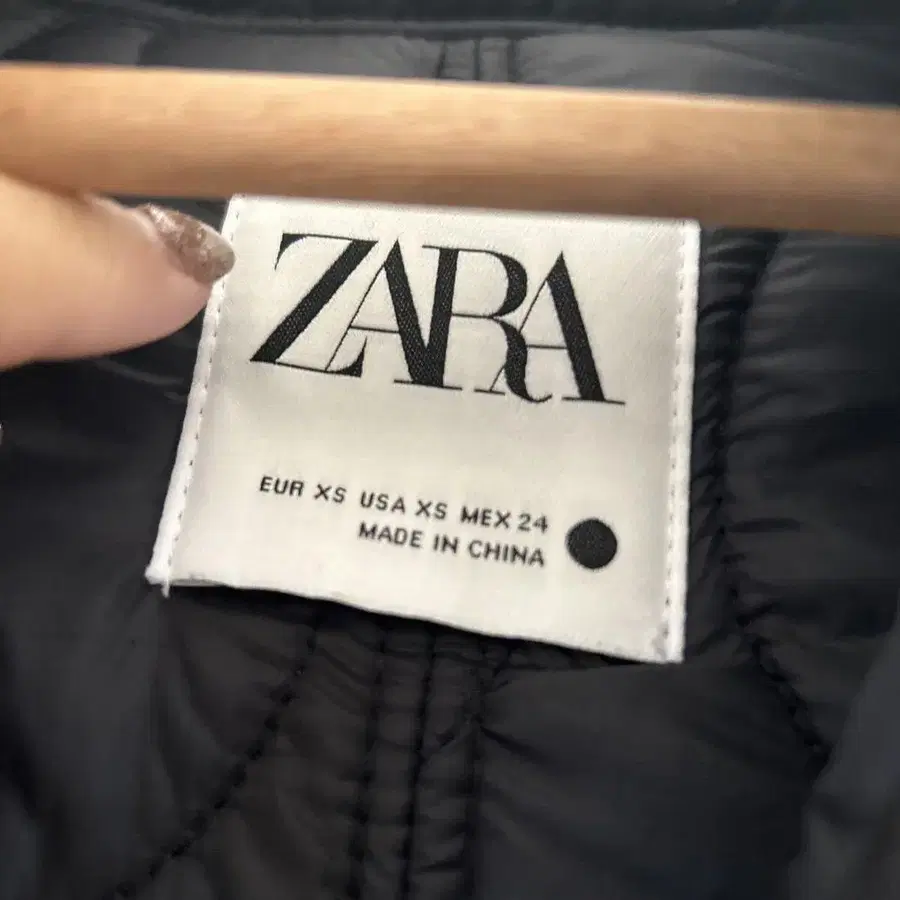 ZARA
EUR XS USA XS MEX 24
MADE IN CHINA